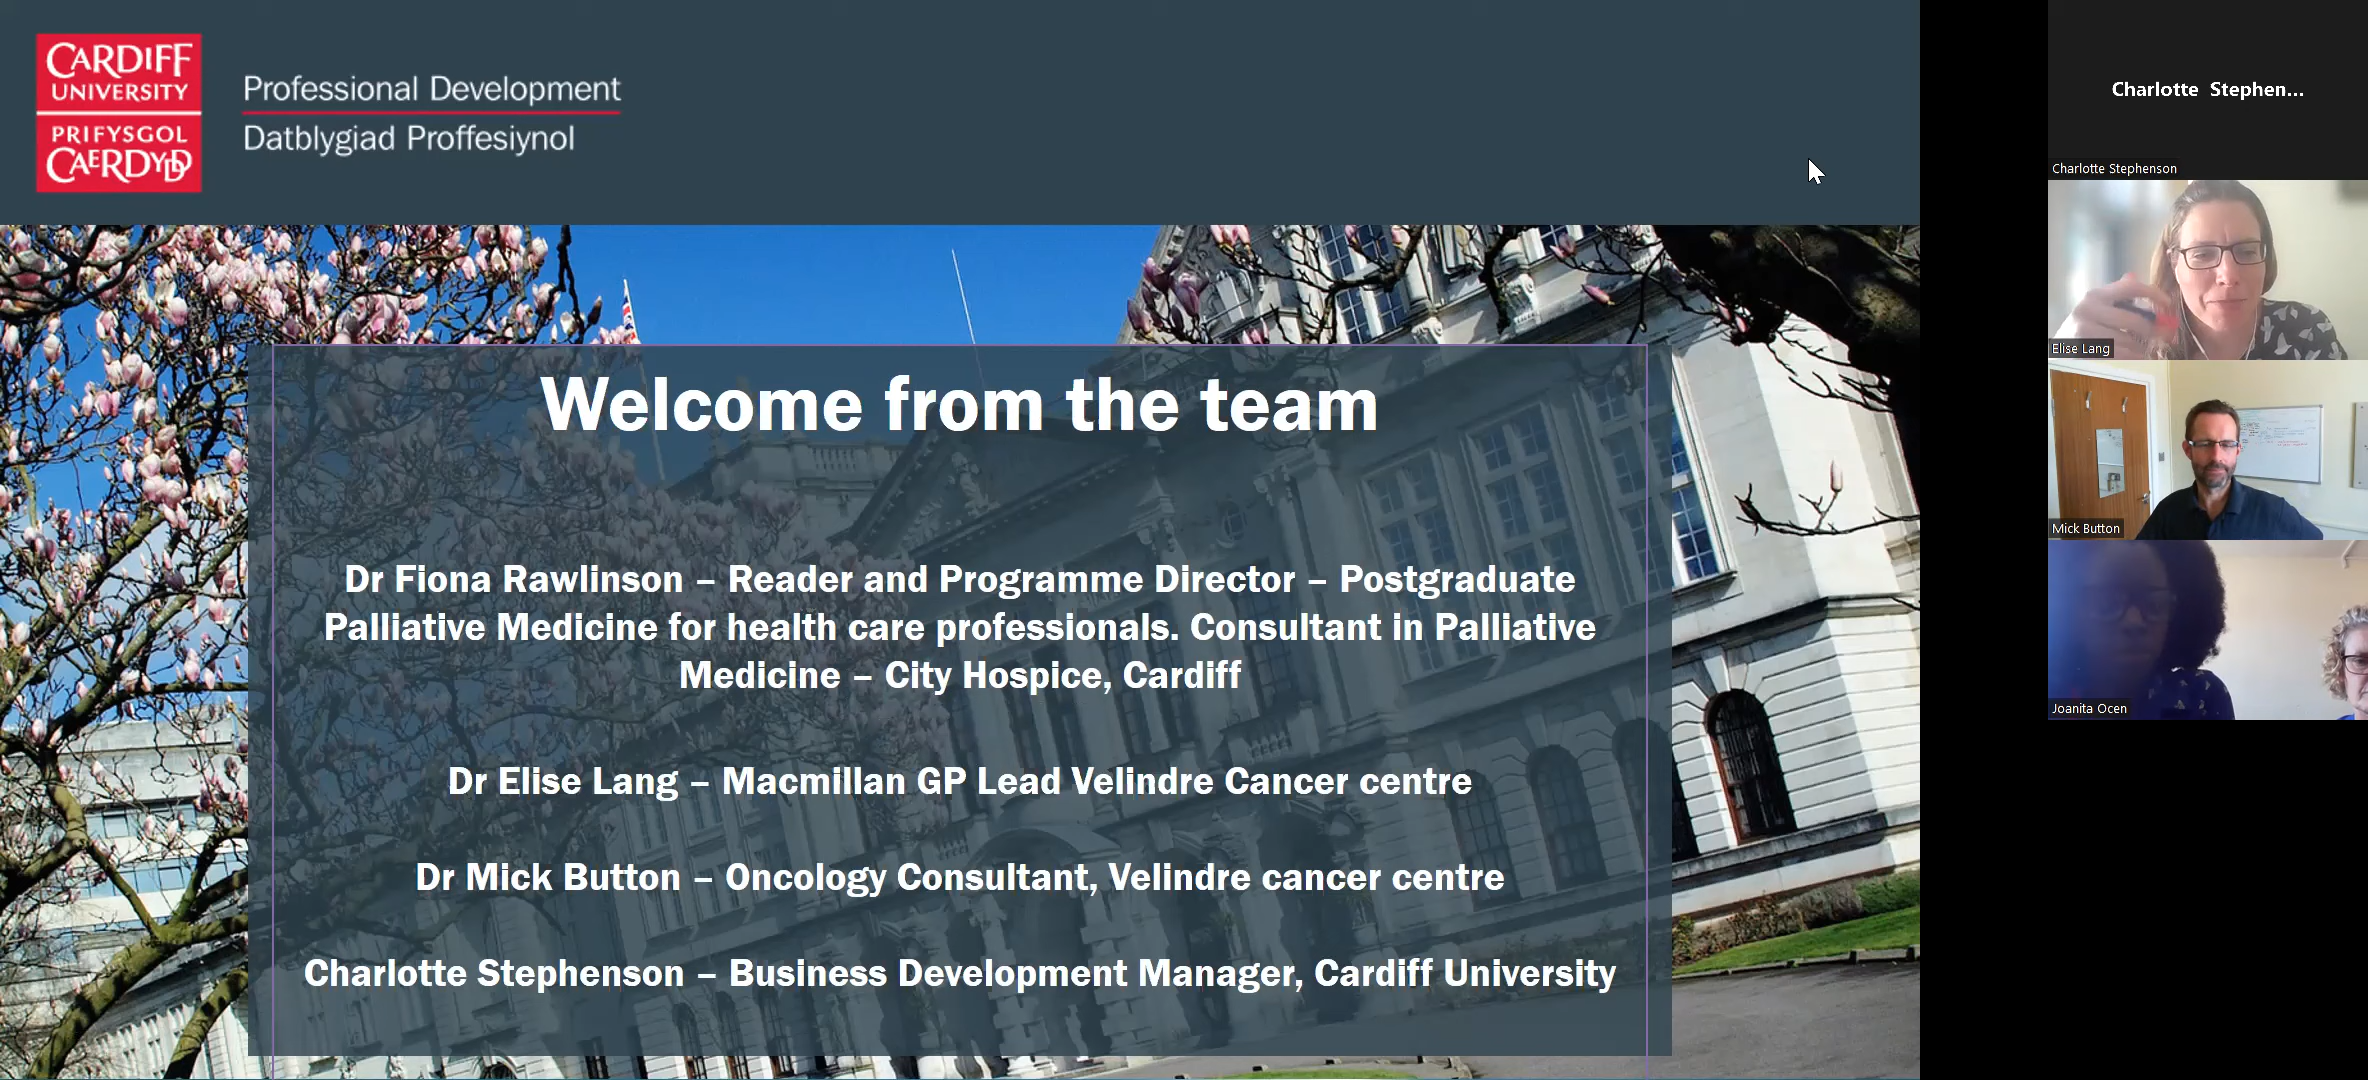 CARDIFF
UNIVERSITY
PRIFYSGOL
CAERDYDD
Professional Development
Datblygiad Proffesiynol
Welcome from the team
Dr Fiona Rawlinson – Reader and Programme Director – Postgraduate
Palliative Medicine for health care professionals. Consultant in Palliative
Medicine – City Hospice, Cardiff
Dr Elise Lang – Macmillan GP Lead Velindre Cancer centre
Dr Mick Button – Oncology Consultant, Velindre cancer centre
Charlotte Stephenson – Business Development Manager, Cardiff University
Charlotte Stephen...
Charlotte Stephenson
Elise Lang
Mick Button
Joanita Ocen